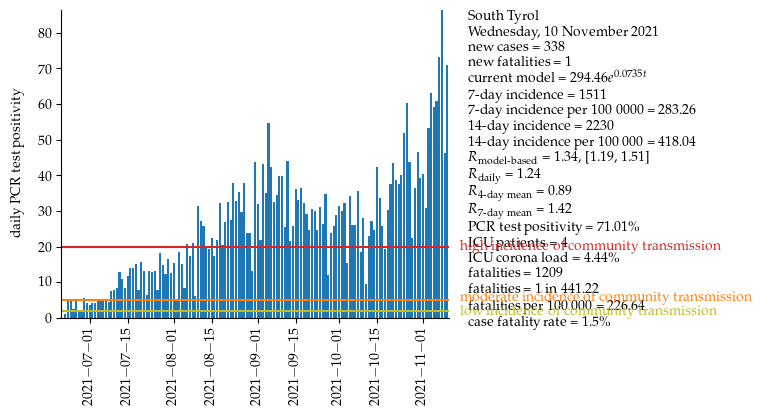 South Tyrol
Wednesday, 10 November 2021
new cases = 338
new fatalities = 1
current model = 294.46e^0.0735t
7-day incidence = 1511
7-day incidence per 100 0000 = 283.26
14-day incidence = 2230
14-day incidence per 100 000 = 418.04
R_model-based = 1.34, [1.19, 1.51]
R_daily = 1.24
R_4-day mean = 0.89
R_7-day mean = 1.42
PCR test positivity = 71.01%
ICU patients = 4
high incidence of community transmission
ICU corona load = 4.44%
fatalities = 1209
fatalities = 1 in 441.22
moderate incidence of community transmission
fatalities per 100 000 = 226.64
low incidence of community transmission
case fatality rate = 1.5%
daily PCR test positivity
80
70
60
50
40
30
20
10
0
2021−07−01
2021−07−15
2021−08−01
2021−08−15
2021−09−01
2021−09−15
2021−10−01
2021−10−15
2021−11−01